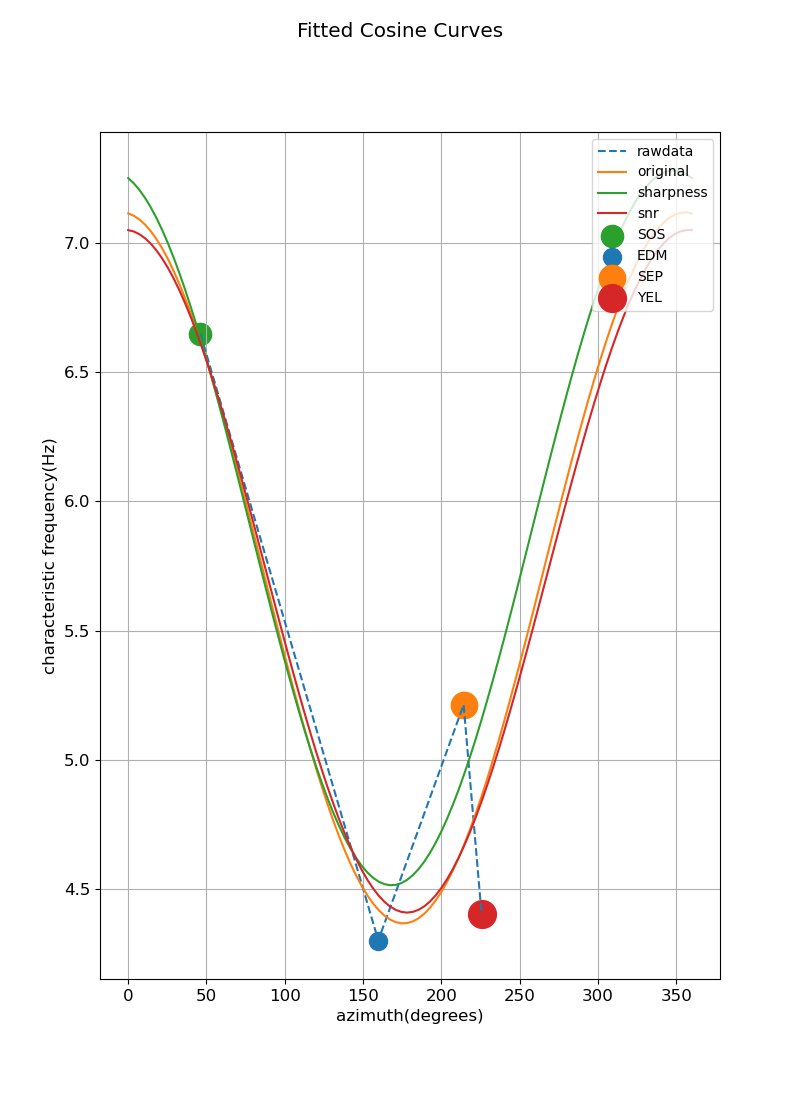 Fitted Cosine Curves
rawdata
original
sharpness
snr
SOS
EDM
SEP
YEL
7.0
6.5
6.0
5.5
5.0
4.5
characteristic frequency(Hz)
0 50 100 150 200 250 300 350
azimuth(degrees)